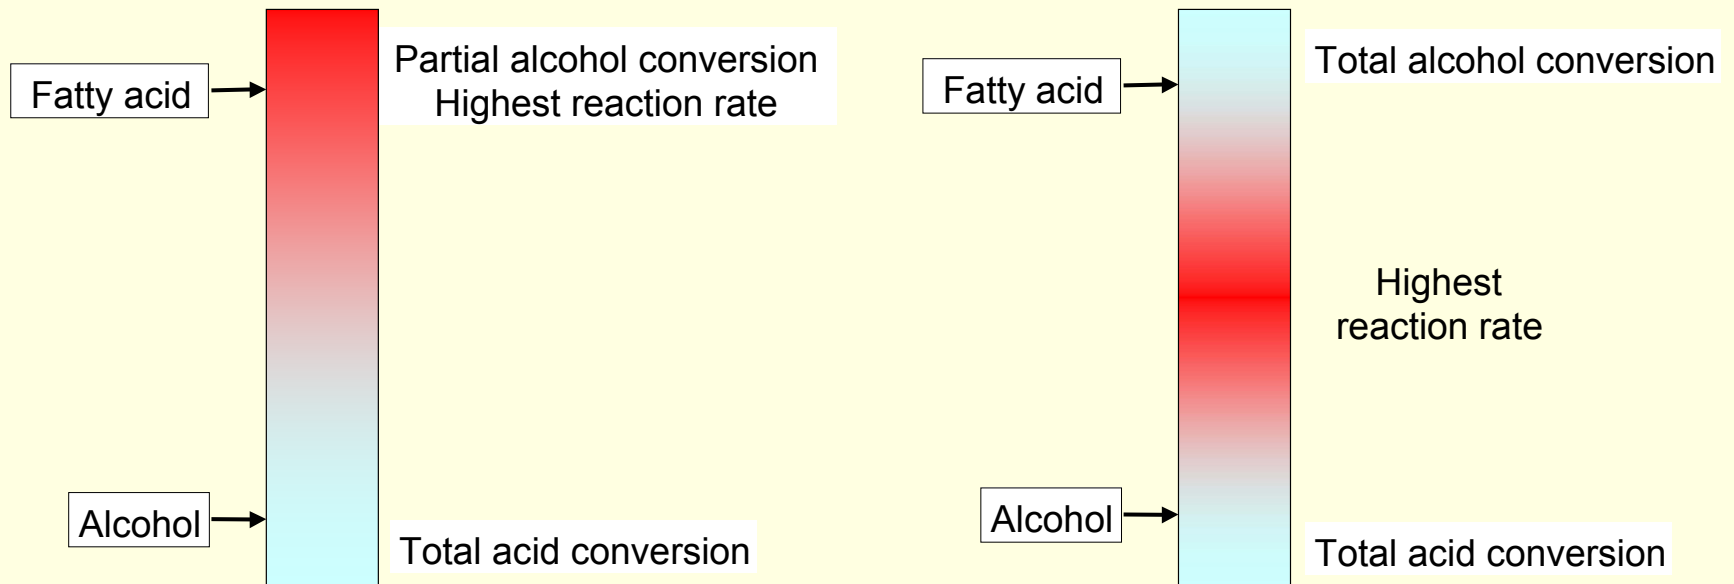 Fatty acid
Partial alcohol conversion
Highest reaction rate
Alcohol
Total acid conversion
Fatty acid
Total alcohol conversion
Highest
reaction rate
Alcohol
Total acid conversion